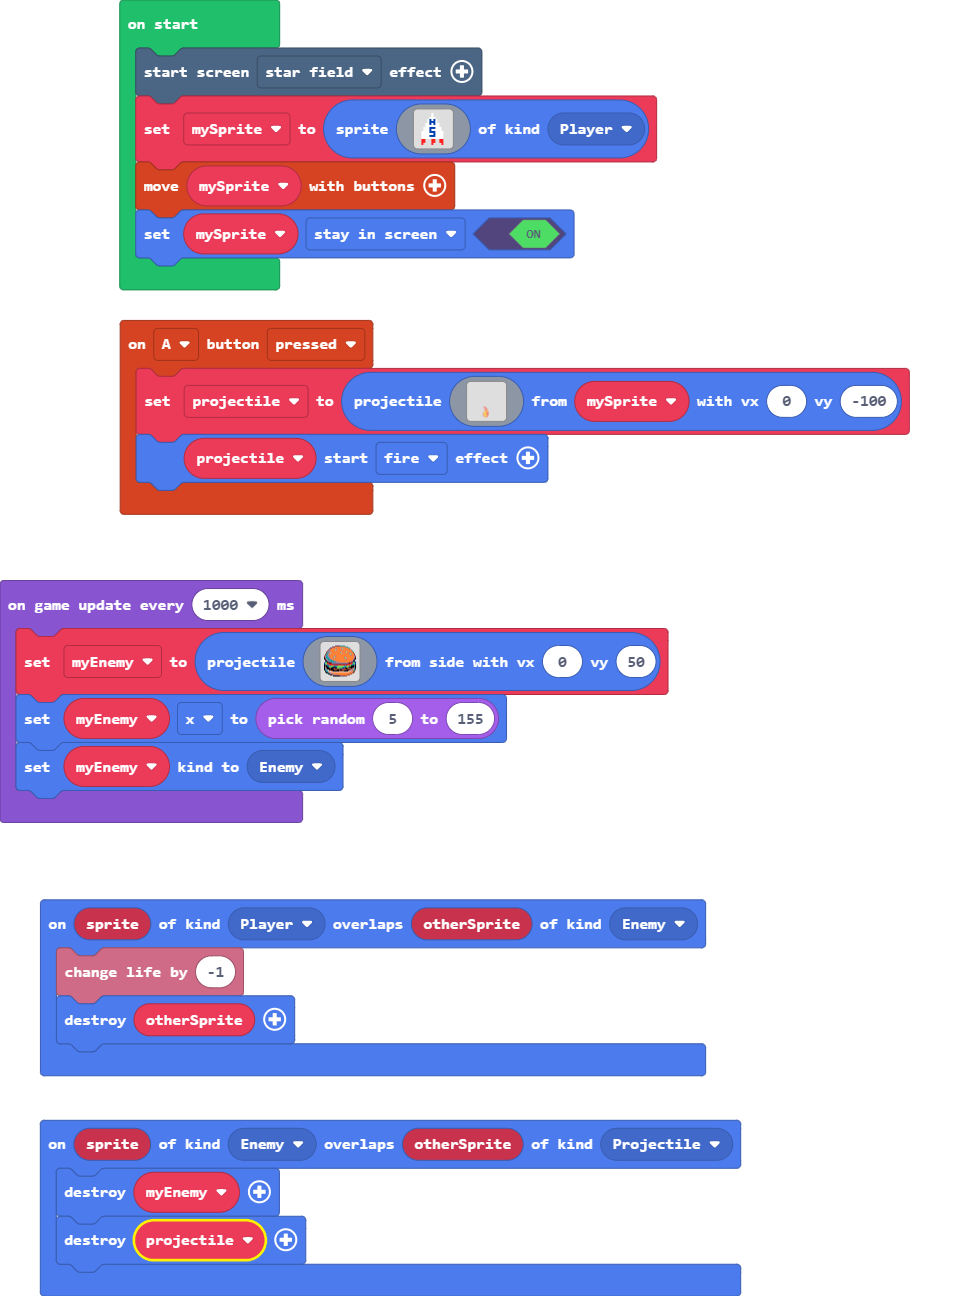 on start
start screen star field effect
set mySprite to sprite HS of kind Player
move mySprite with buttons
set mySprite stay in screen ON
on A button pressed
set projectile to projectile from mySprite with vx 0 vy -100
projectile start fire effect
on game update every 1000 ms
set myEnemy to projectile from side with vx 0 vy 50
set myEnemy x to pick random 5 to 155
set myEnemy kind to Enemy
on sprite of kind Player overlaps otherSprite of kind Enemy
change life by -1
destroy otherSprite
on sprite of kind Enemy overlaps otherSprite of kind Projectile
destroy myEnemy
destroy projectile